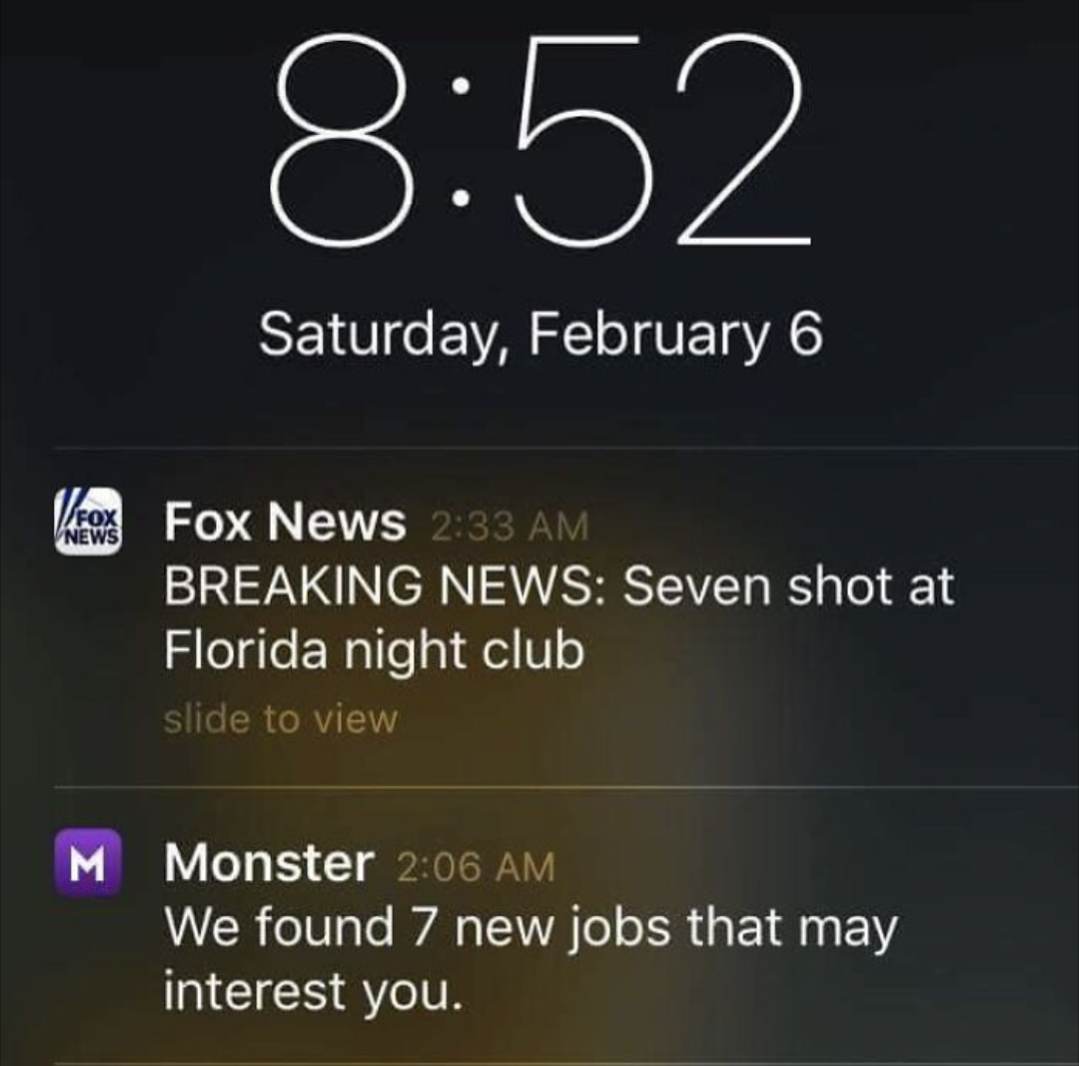 8:52
Saturday, February 6
FOX
NEWS
Fox News 2:33 AM
BREAKING NEWS: Seven shot at
Florida night club
slide to view
M
Monster 2:06 AM
We found 7 new jobs that may
interest you.